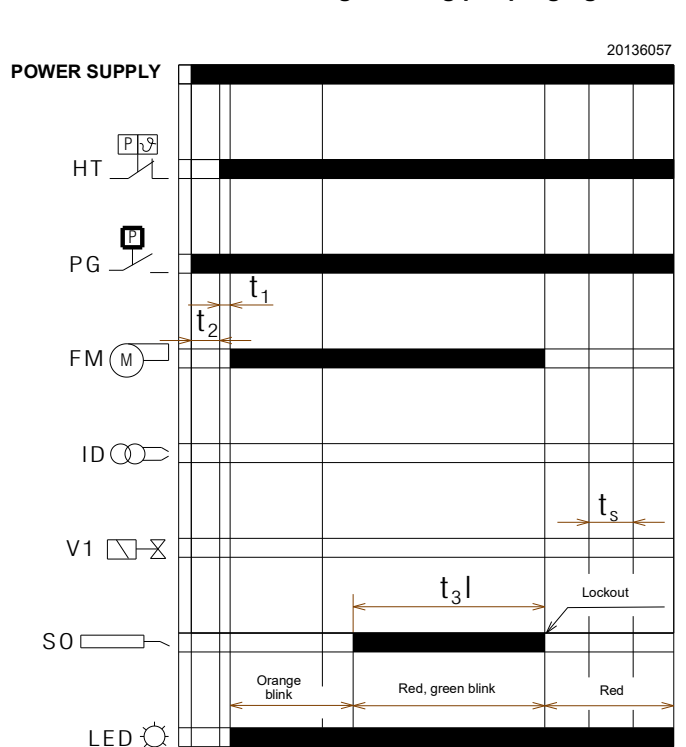 20136057
POWER SUPPLY
P ϑ
HT
P
PG
t1
t2
FM M
ID
ts
V1
t3l
Lockout
SO
Orange
blink
Red, green blink
Red
LED